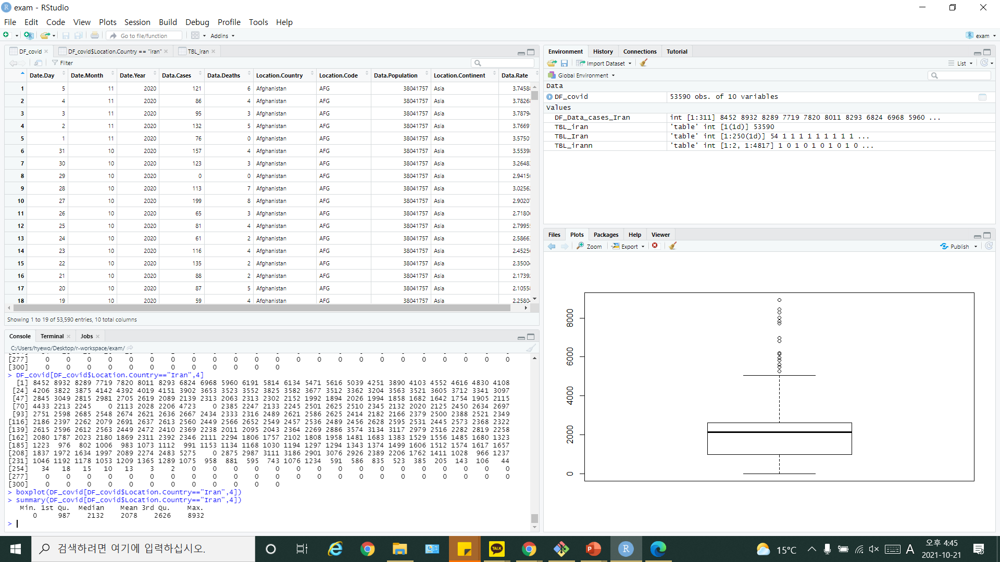 exam - RStudio
File Edit Code View Plots Session Build Debug Profile Tools Help
Go to file/function Addins exam
DF_covid DF_covid$Location.Country == "iran" TBL_iran
Filter
Date.Day Date.Month Date.Year Data.Cases Data.Deaths Location.Country Location.Code Data.Population Location.Continent Data.Rate
1 5 11 2020 121 6 Afghanistan AFG 38041757 Asia 3.7458
2 4 11 2020 86 4 Afghanistan AFG 38041757 Asia 3.7826
3 3 11 2020 95 3 Afghanistan AFG 38041757 Asia 3.7879
4 2 11 2020 132 5 Afghanistan AFG 38041757 Asia 3.7669
5 1 11 2020 76 0 Afghanistan AFG 38041757 Asia 3.5750
6 31 10 2020 157 4 Afghanistan AFG 38041757 Asia 3.5539
7 30 10 2020 123 3 Afghanistan AFG 38041757 Asia 3.2648
8 29 10 2020 0 0 Afghanistan AFG 38041757 Asia 2.9415
9 28 10 2020 113 7 Afghanistan AFG 38041757 Asia 3.0256
10 27 10 2020 199 8 Afghanistan AFG 38041757 Asia 2.9020
11 26 10 2020 65 3 Afghanistan AFG 38041757 Asia 2.7180
12 25 10 2020 81 4 Afghanistan AFG 38041757 Asia 2.7995
13 24 10 2020 61 2 Afghanistan AFG 38041757 Asia 2.5866
14 23 10 2020 116 4 Afghanistan AFG 38041757 Asia 2.4525
15 22 10 2020 135 2 Afghanistan AFG 38041757 Asia 2.3500
16 21 10 2020 88 2 Afghanistan AFG 38041757 Asia 2.1739
17 20 10 2020 87 5 Afghanistan AFG 38041757 Asia 2.1055
18 19 10 2020 59 4 Afghanistan AFG 38041757 Asia 2.2580
Showing 1 to 19 of 53,590 entries, 10 total columns
Console Terminal Jobs
C:/Users/hyewo/Desktop/r-workspace/exam/
[277] 0 0 0 0 0 0 0 0 0 0 0 0 0 0 0 0 0 0 0 0 0 0 0
[300] 0 0 0 0 0 0 0 0 0 0 0 0
> DF_covid[DF_covid$Location.Country=="Iran",4]
[1] 8452 8932 8289 7719 7820 8011 8293 6824 6968 5960 6191 5814 6134 5471 5616 5039 4251 3890 4103 4552 4616 4830 4108
[24] 4206 3822 3875 4142 4392 4019 4151 3902 3653 3523 3552 3825 3582 3677 3512 3362 3204 3563 3521 3605 3712 3341 3097
[47] 2845 3049 2815 2981 2705 2619 2089 2139 2313 2063 2313 2302 2152 1992 1894 2026 1994 1858 1682 1642 1754 1905 2115
[70] 4433 2213 2245 0 2113 2028 2206 4723 0 2385 2247 2133 2245 2501 2625 2510 2345 2132 2020 2125 2450 2634 2697
[93] 2751 2598 2685 2548 2674 2621 2636 2667 2434 2333 2316 2489 2621 2586 2625 2414 2182 2166 2379 2500 2388 2521 2349
[116] 2186 2397 2262 2079 2691 2637 2613 2560 2449 2566 2652 2549 2457 2536 2489 2456 2628 2595 2531 2445 2573 2368 2322
[139] 2615 2596 2612 2563 2449 2472 2410 2369 2238 2011 2095 2043 2364 2269 2886 3574 3134 3117 2979 2516 2282 2819 2258
[162] 2080 1787 2023 2180 1869 2311 2392 2346 2111 2294 1806 1757 2102 1808 1958 1481 1683 1383 1529 1556 1485 1680 1323
[185] 1223 976 802 1006 983 1073 1112 991 1153 1134 1168 1030 1194 1297 1294 1343 1374 1499 1606 1512 1574 1617 1657
[208] 1837 1972 1634 1997 2089 2274 2483 5275 0 2875 2987 3111 3186 2901 3076 2926 2389 2206 1762 1411 1028 966 1237
[231] 1046 1192 1178 1053 1209 1365 1289 1075 958 881 595 743 1076 1234 591 586 835 523 385 205 143 106 44
[254] 34 18 15 10 13 3 2 0 0 0 0 0 0 0 0 0 0 0 0 0 0 0 0
[277] 0 0 0 0 0 0 0 0 0 0 0 0 0 0 0 0 0 0 0 0 0 0 0
[300] 0 0 0 0 0 0 0 0 0 0 0 0
> boxplot(DF_covid[DF_covid$Location.Country=="Iran",4])
> summary(DF_covid[DF_covid$Location.Country=="Iran",4])
Min. 1st Qu. Median Mean 3rd Qu. Max.
0 987 2132 2078 2626 8932
>
Environment History Connections Tutorial
Import Dataset List
Global Environment
Data
DF_covid 53590 obs. of 10 variables
Values
DF_Data_cases_Iran int [1:311] 8452 8932 8289 7719 7820 8011 8293 6824 6968 5960 ...
TBL_iran 'table' int [1(1d)] 53590
TBL_Iran 'table' int [1:250(1d)] 54 1 1 1 1 1 1 1 1 1 ...
TBL_irann 'table' int [1:2, 1:4817] 1 0 1 0 1 0 1 0 1 0 ...
Files Plots Packages Help Viewer
Zoom Export Publish
8000
6000
4000
2000
0
검색하려면 여기에 입력하십시오.
TALK
15°C A 오후 4:45
2021-10-21